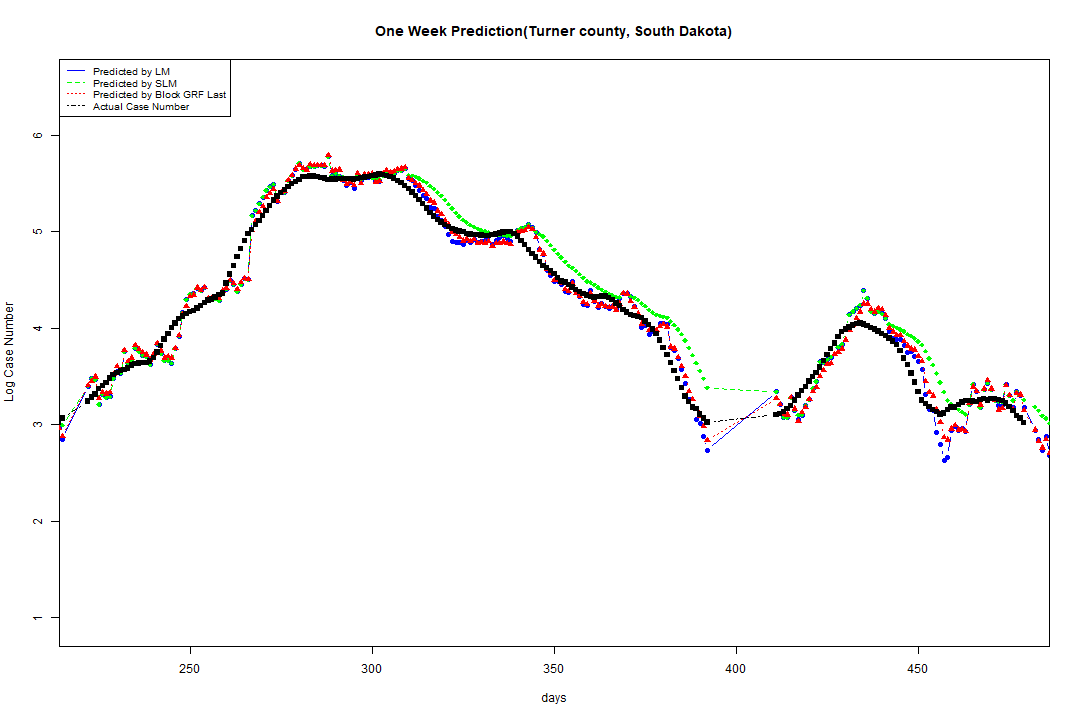 One Week Prediction(Turner county, South Dakota)
Predicted by LM
Predicted by SLM
Predicted by Block GRF Last
Actual Case Number
6
5
4
3
2
1
Log Case Number
250 300 350 400 450
days